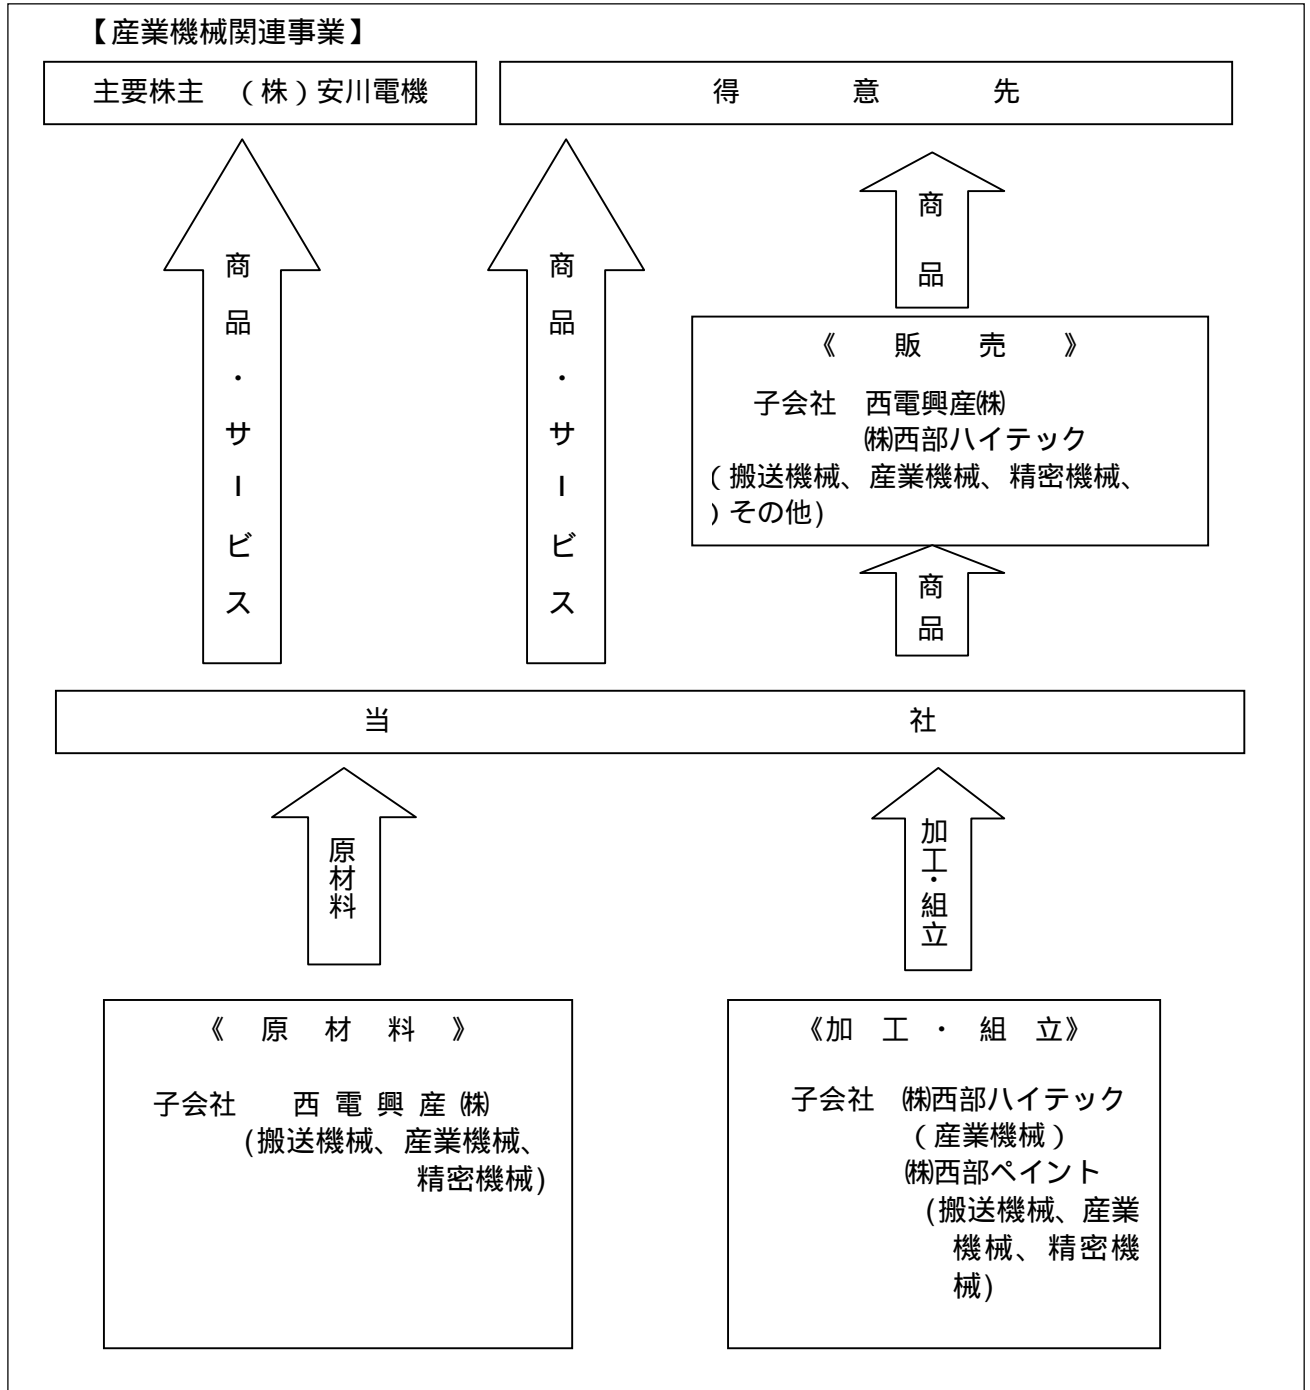 【産業機械関連事業】
主要株主 (株)安川電機
得 意 先
商品・サービス
商品・サービス
商品
《 販 売 》
子会社 西電興産㈱
㈱西部ハイテック
(搬送機械、産業機械、精密機械、
)その他)
商品
当 社
原材料
加工・組立
《 原 材 料 》
子会社 西 電 興 産 ㈱
(搬送機械、産業機械、
精密機械)
《加 工 ・ 組 立》
子会社 ㈱西部ハイテック
(産業機械)
㈱西部ペイント
(搬送機械、産業
機械、精密機
械)